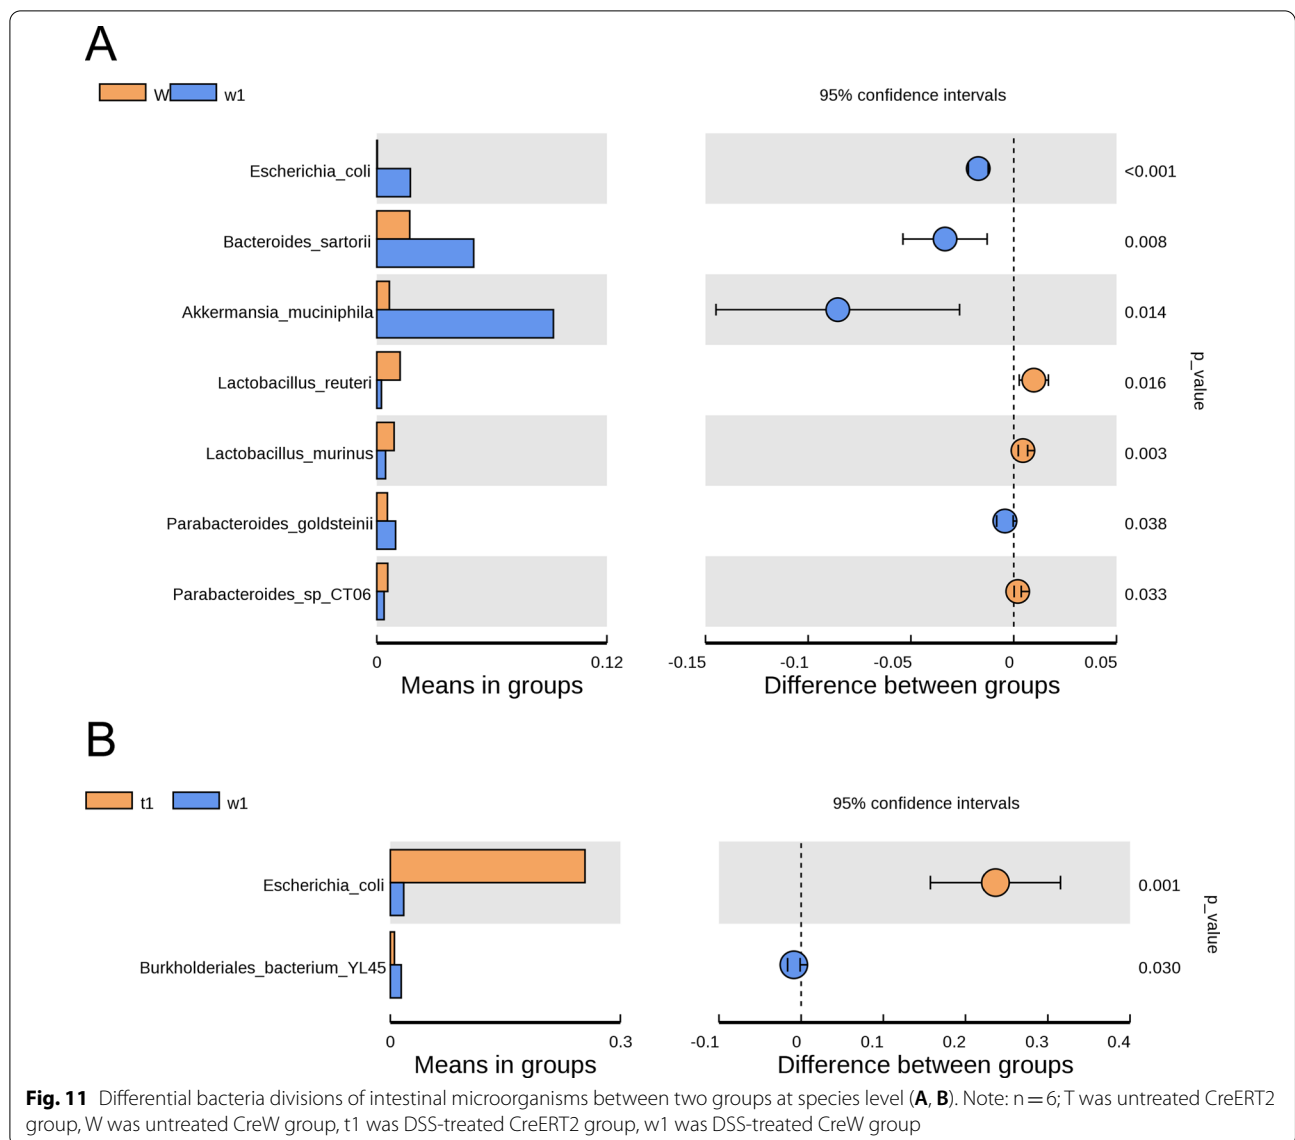 A
W w1
95% confidence intervals
Escherichia_coli <0.001
Bacteroides_sartorii 0.008
Akkermansia_muciniphila 0.014
Lactobacillus_reuteri 0.016
Lactobacillus_murinus 0.003
Parabacteroides_goldsteinii 0.038
Parabacteroides_sp_CT06 0.033
p_value
0 0.12 -0.15 -0.1 -0.05 0 0.05
Means in groups Difference between groups
B
t1 w1
95% confidence intervals
Escherichia_coli 0.001
Burkholderiales_bacterium_YL45 0.030
p_value
0 0.3 -0.1 0 0.1 0.2 0.3 0.4
Means in groups Difference between groups
Fig. 11 Differential bacteria divisions of intestinal microorganisms between two groups at species level (A, B). Note: n = 6; T was untreated CreERT2
group, W was untreated CreW group, t1 was DSS-treated CreERT2 group, w1 was DSS-treated CreW group